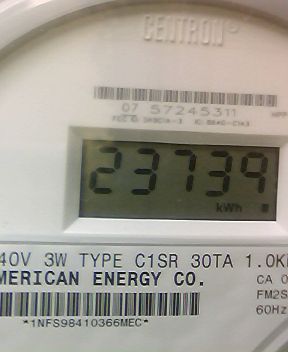 CENTRON®
07 57245311
23739
kWh
40V 3W TYPE C1SR 30TA 1.0K
MERICAN ENERGY CO.
CA 0
FM2S
60Hz
*1NFS98410366MEC*